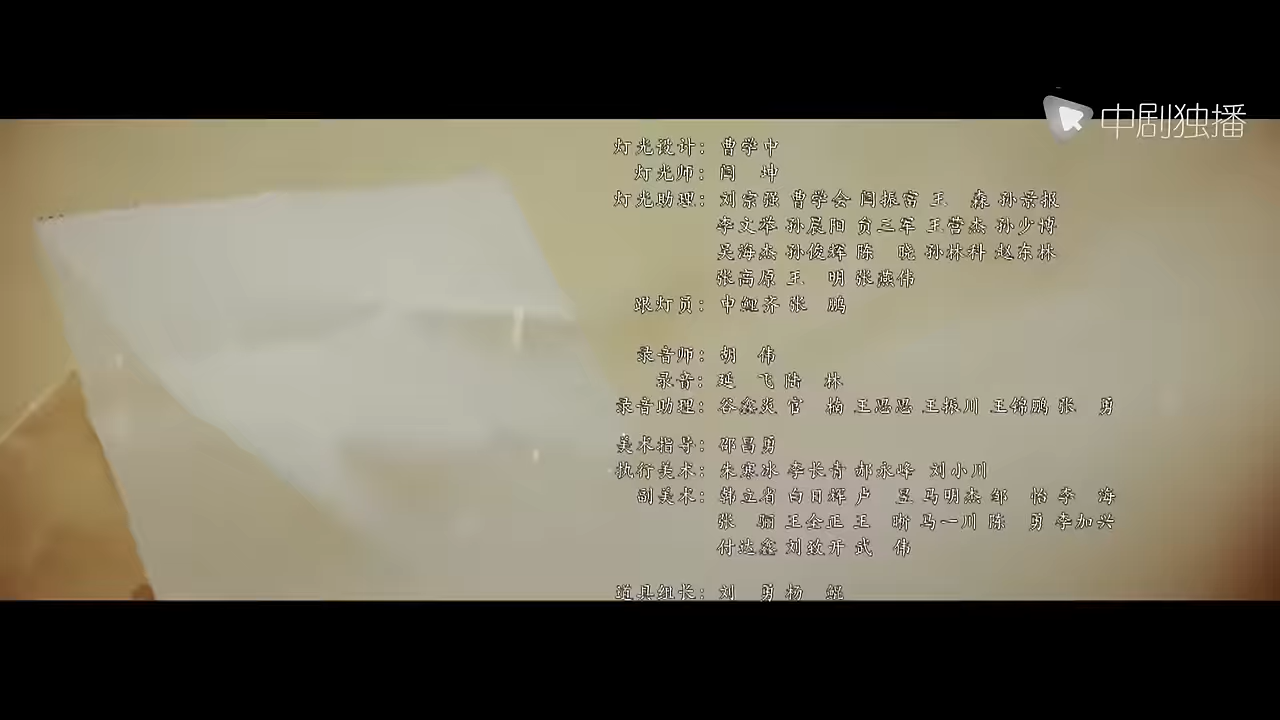 中剧独播
灯光设计: 曹学中
灯光师: 闫 坤
灯光助理: 刘宗强 曹学会 闫振富 王 森 孙景报
李文举 孙晨阳 贠三军 王营杰 孙少博
吴海杰 孙俊辉 陈 晓 孙林科 赵东林
张高原 王 明 张燕伟
跟灯员: 申鲤齐 张 鹏
录音师: 胡 伟
录音: 延 飞 陆 林
录音助理: 谷鑫炎 官 楠 王思思 王振川 王锦鹏 张 勇
美术指导: 邵昌勇
执行美术: 朱寒冰 李长青 郝永峰 刘小川
副美术: 韩立省 白日辉 卢 昱 马明杰 邹 怡 李 海
张 骊 王全正 王 晰 马一川 陈 勇 李加兴
付达鑫 刘致开 武 伟
道具组长: 刘 勇 杨 鲲